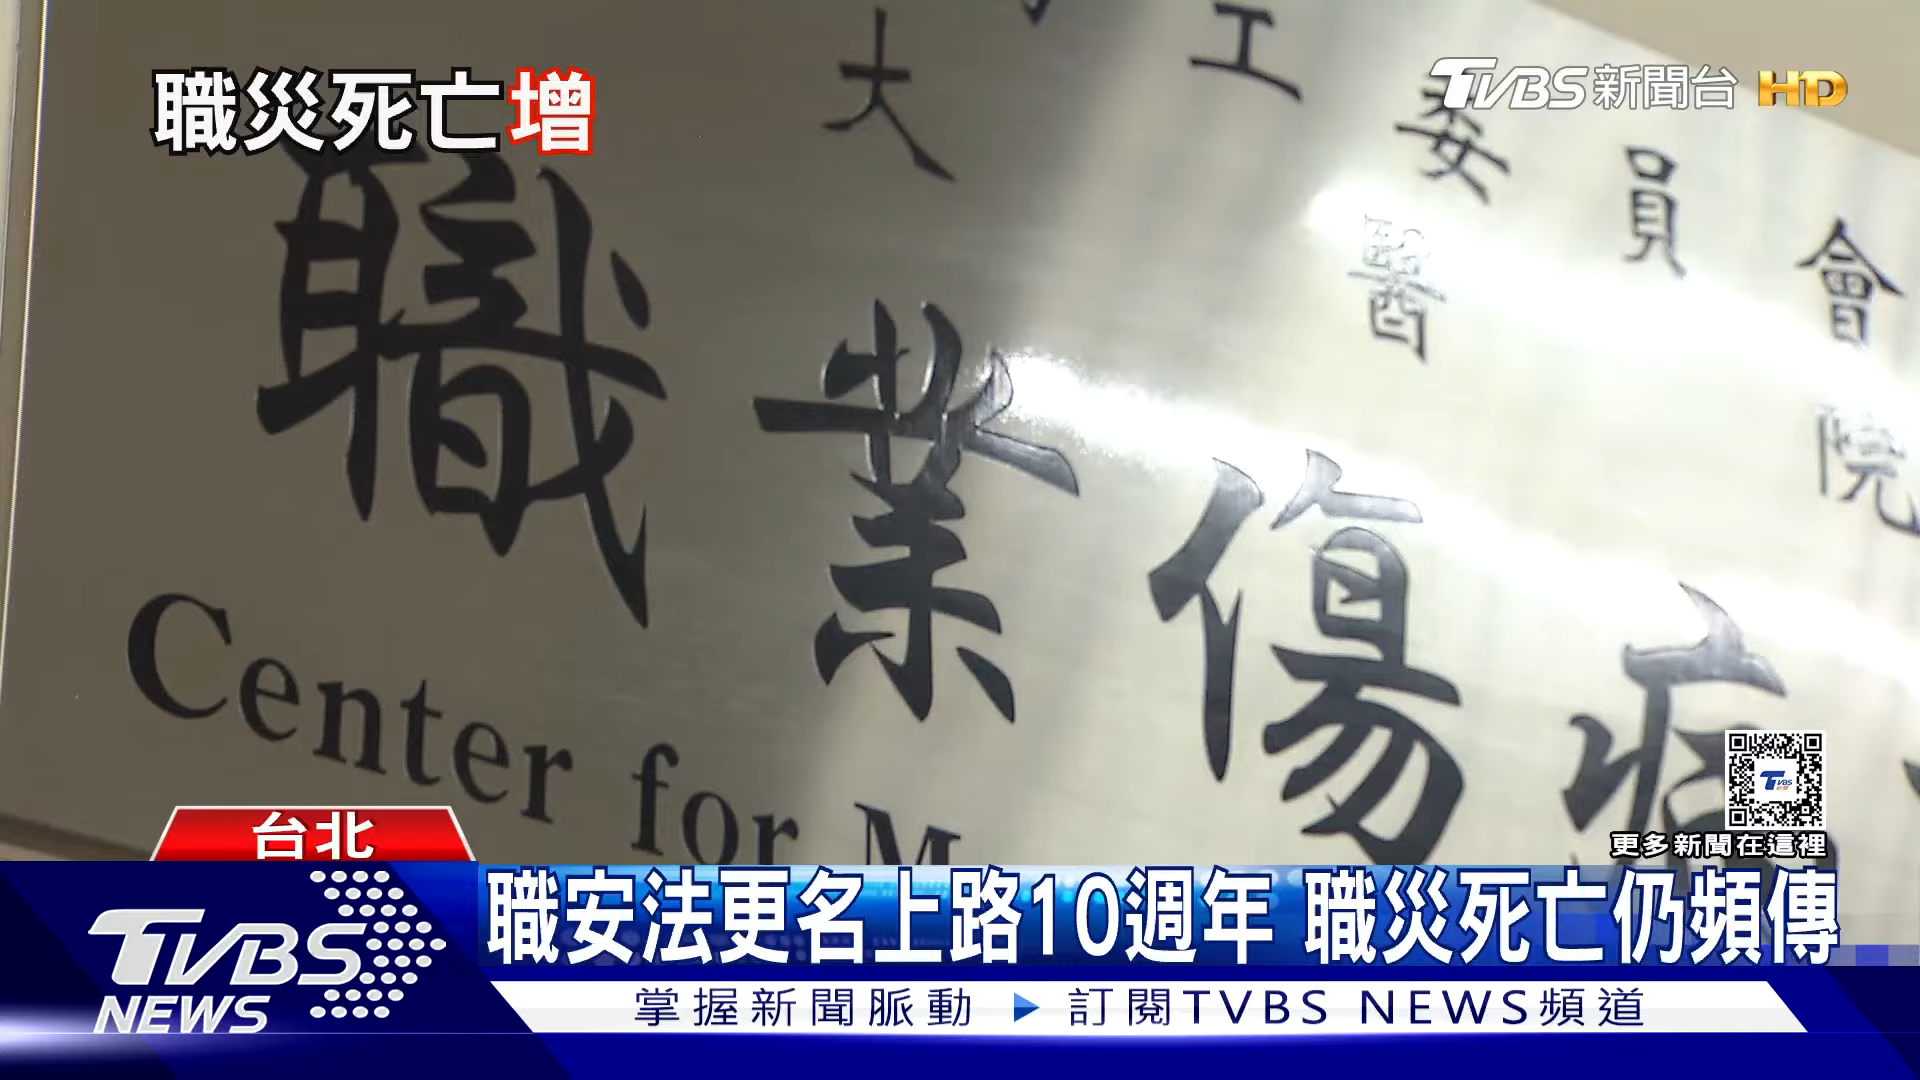 職災死亡增
TVBS新聞台 HD
大
工
委員會
醫院
職業傷病
Center for M
TVBS
更多新聞在這裡
台北
職安法更名上路10週年 職災死亡仍頻傳
TVBS
NEWS
掌握新聞脈動 ▶ 訂閱TVBS NEWS頻道